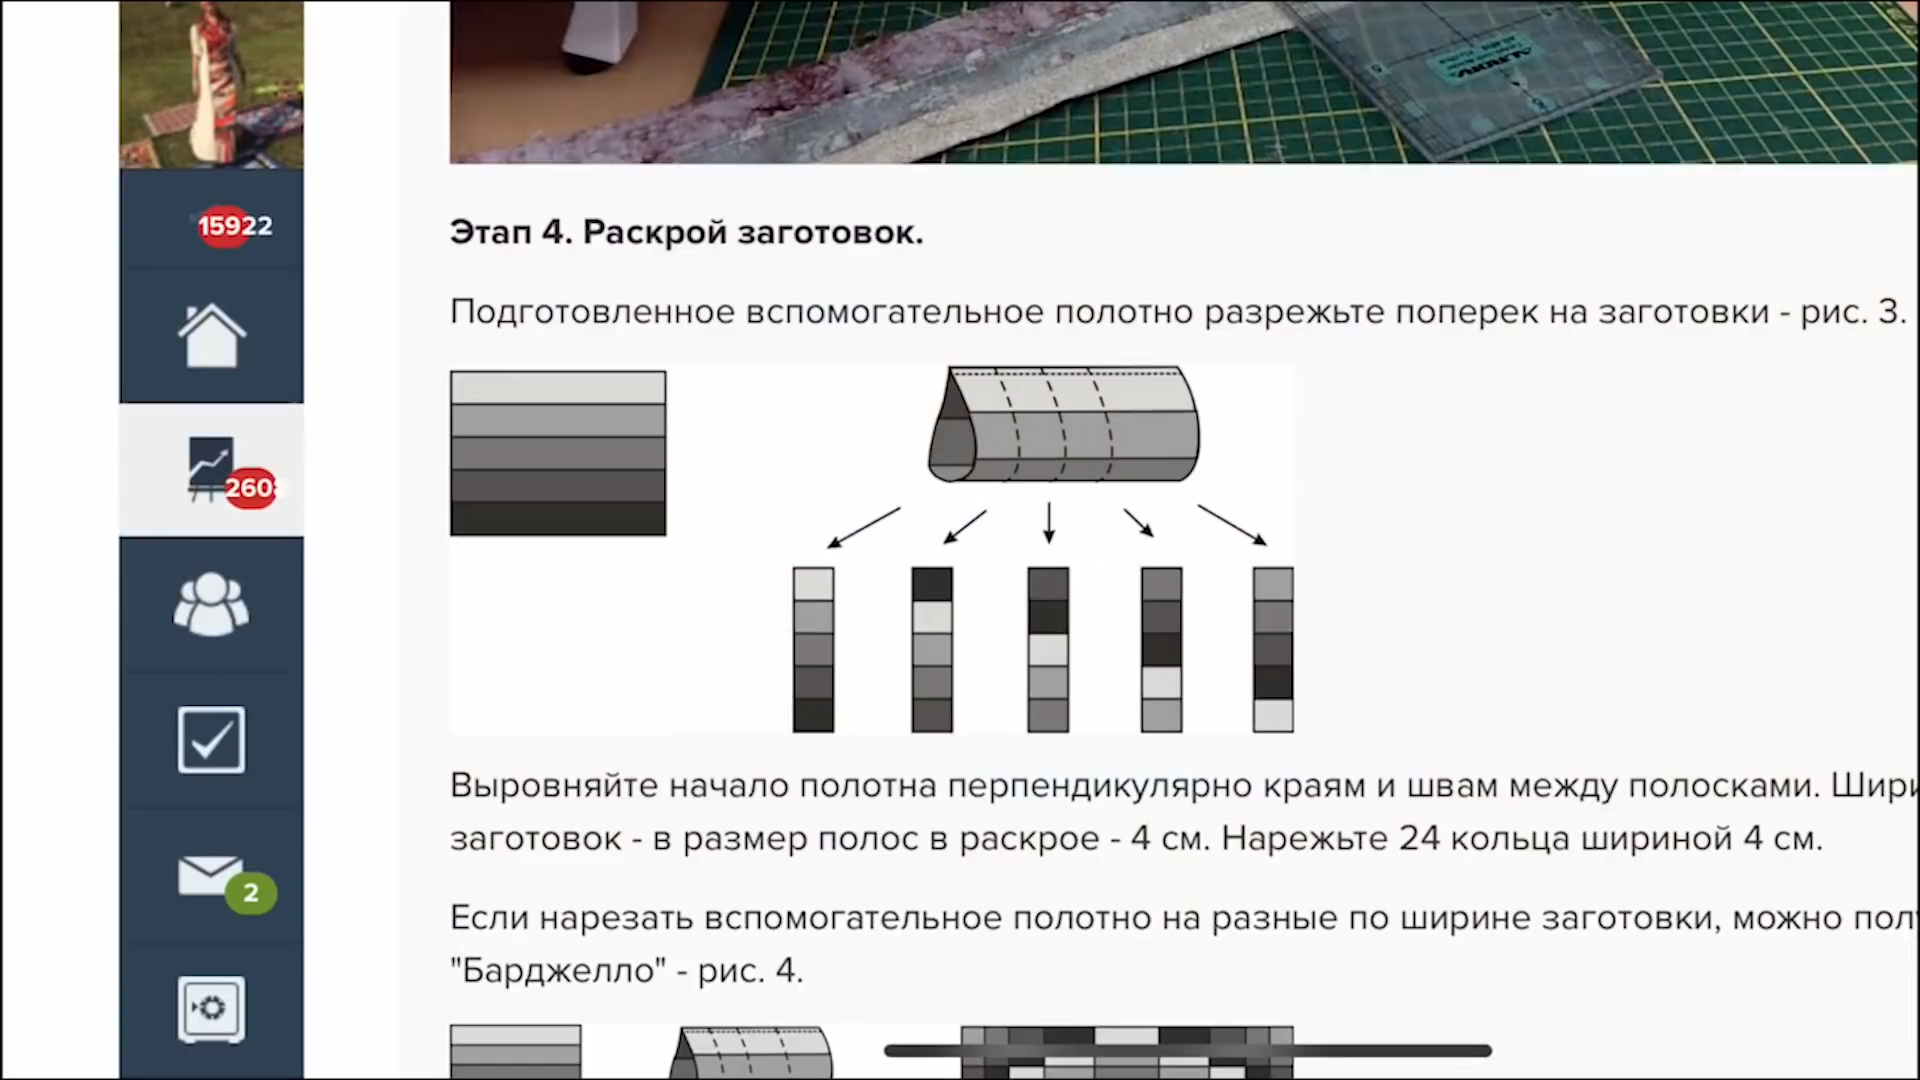 15922
Этап 4. Раскрой заготовок.
Подготовленное вспомогательное полотно разрежьте поперек на заготовки - рис. 3.
260
Выровняйте начало полотна перпендикулярно краям и швам между полосками. Шири
заготовок - в размер полос в раскрое - 4 см. Нарежьте 24 кольца шириной 4 см.
2
Если нарезать вспомогательное полотно на разные по ширине заготовки, можно пол
"Барджелло" - рис. 4.